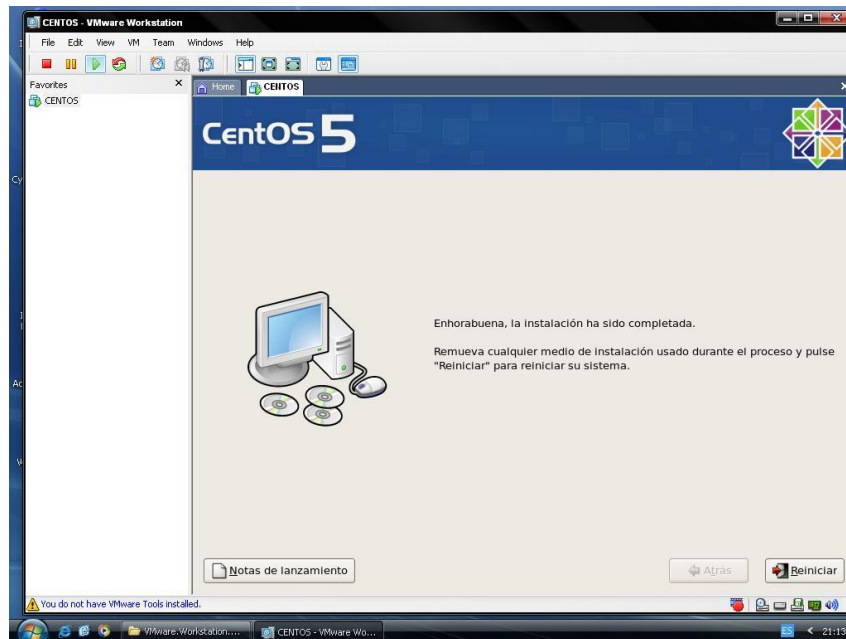 CENTOS - VMware Workstation
File Edit View VM Team Windows Help
Favorites
Home CENTOS
CENTOS
CentOS 5
Enhorabuena, la instalación ha sido completada.
Remueva cualquier medio de instalación usado durante el proceso y pulse
"Reiniciar" para reiniciar su sistema.
Notas de lanzamiento
Atrás
Reiniciar
You do not have VMware Tools installed.
VMware.Workstation....
CENTOS - VMware Wo...
ES
21:13
Cy
Ac